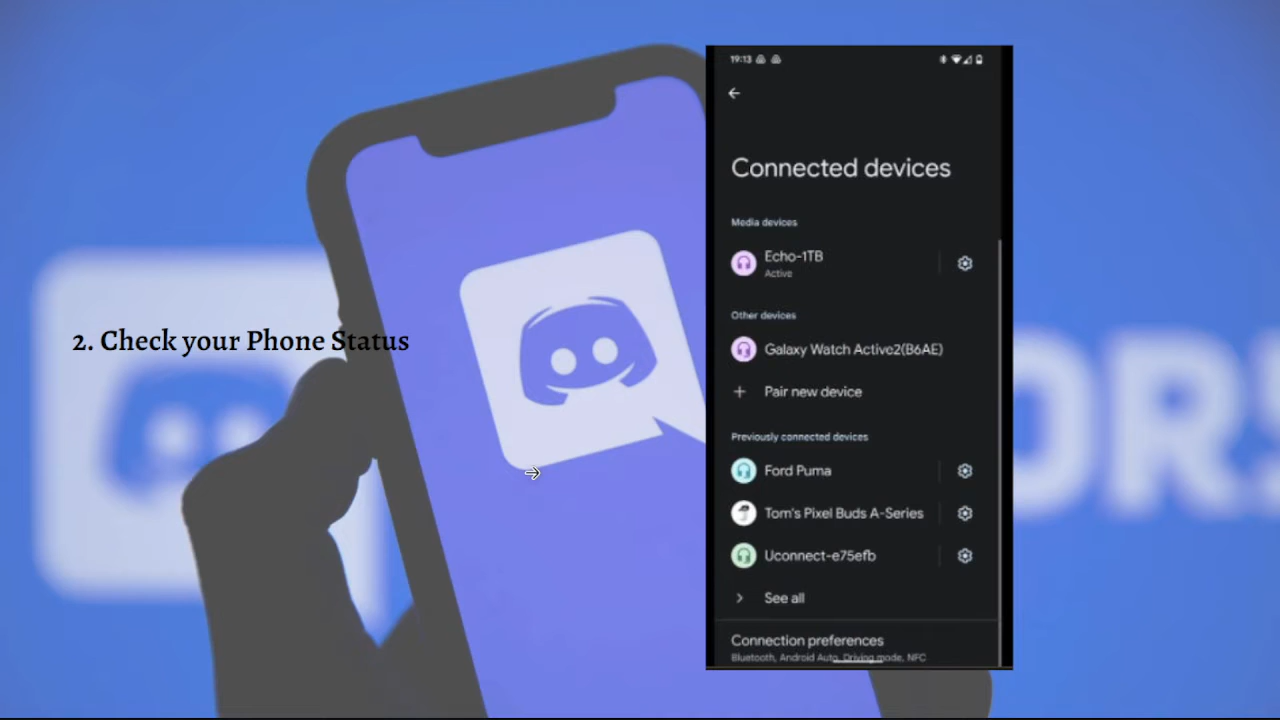 2. Check your Phone Status
19:13
Connected devices
Media devices
Echo-1TB
Active
Other devices
Galaxy Watch Active2(B6AE)
+ Pair new device
Previously connected devices
Ford Puma
Tom's Pixel Buds A-Series
Uconnect-e75efb
See all
Connection preferences
Bluetooth, Android Auto, Driving mode, NFC